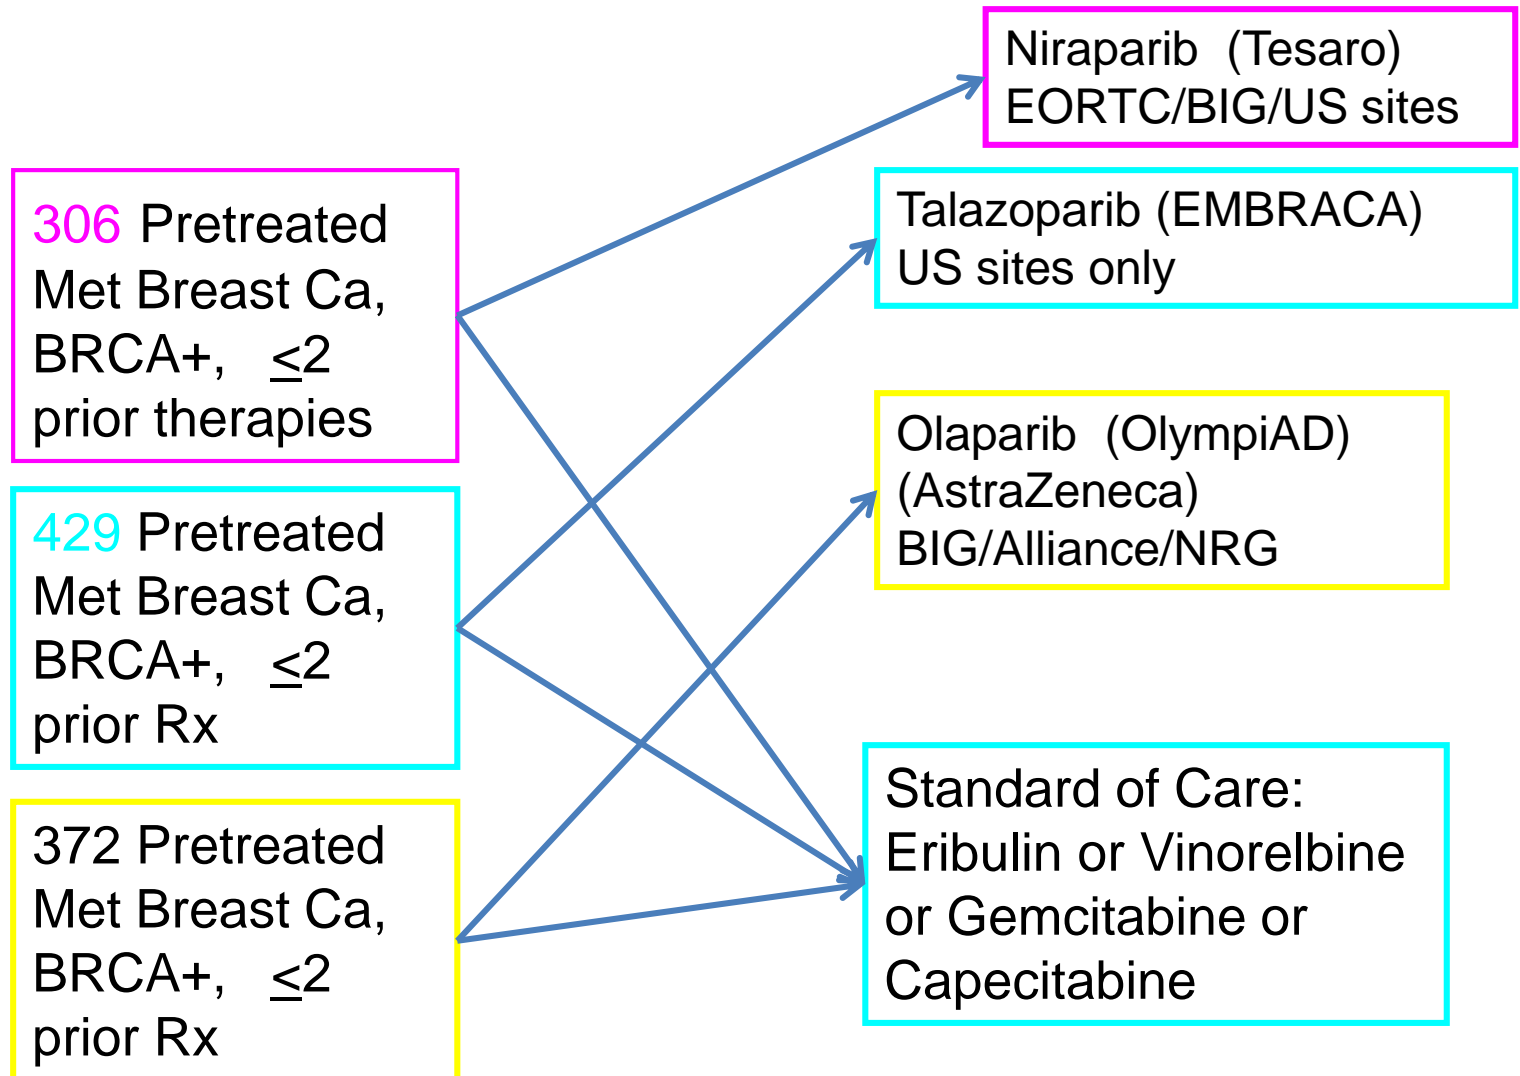 306 Pretreated
Met Breast Ca,
BRCA+, <2
prior therapies
429 Pretreated
Met Breast Ca,
BRCA+, <2
prior Rx
372 Pretreated
Met Breast Ca,
BRCA+, <2
prior Rx
Niraparib (Tesaro)
EORTC/BIG/US sites
Talazoparib (EMBRACA)
US sites only
Olaparib (OlympiAD)
(AstraZeneca)
BIG/Alliance/NRG
Standard of Care:
Eribulin or Vinorelbine
or Gemcitabine or
Capecitabine